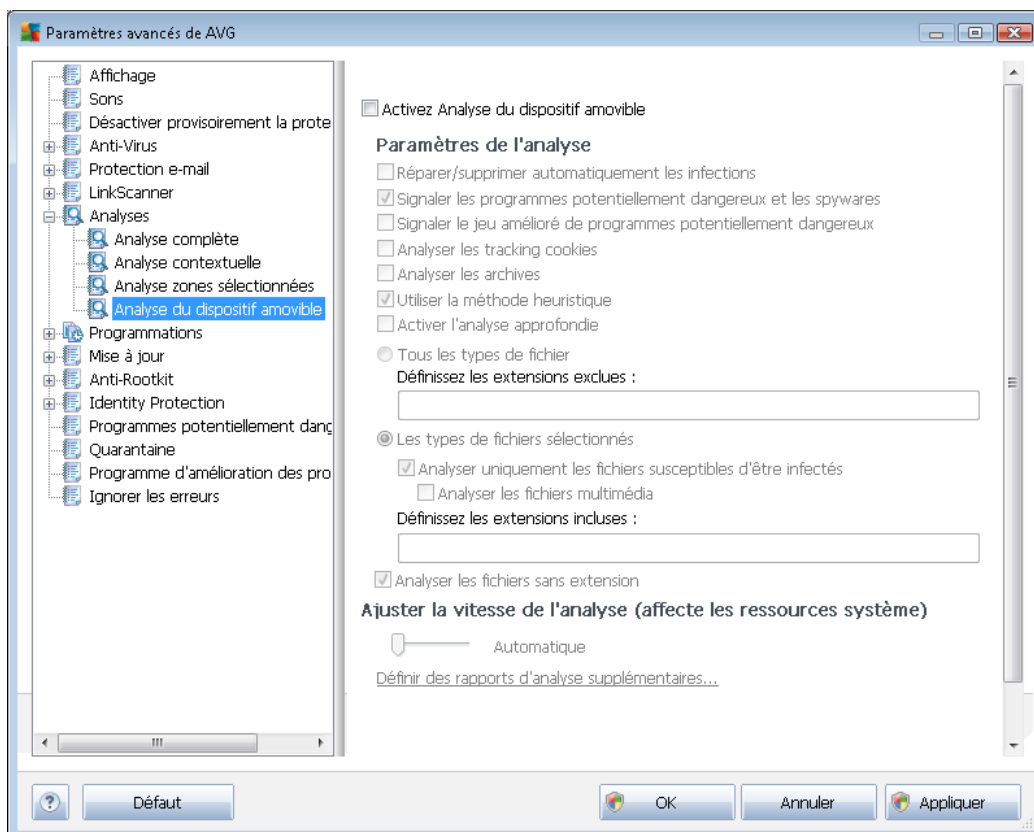 Paramètres avancés de AVG
Affichage
Sons
Désactiver provisoirement la prote
Anti-Virus
Protection e-mail
LinkScanner
Analyses
Analyse complète
Analyse contextuelle
Analyse zones sélectionnées
Analyse du dispositif amovible
Programmations
Mise à jour
Anti-Rootkit
Identity Protection
Programmes potentiellement dang
Quarantaine
Programme d'amélioration des pro
Ignorer les erreurs
Activez Analyse du dispositif amovible
Paramètres de l'analyse
Réparer/supprimer automatiquement les infections
Signaler les programmes potentiellement dangereux et les spywares
Signaler le jeu amélioré de programmes potentiellement dangereux
Analyser les tracking cookies
Analyser les archives
Utiliser la méthode heuristique
Activer l'analyse approfondie
Tous les types de fichier
Définissez les extensions exclues :
Les types de fichiers sélectionnés
Analyser uniquement les fichiers susceptibles d'être infectés
Analyser les fichiers multimédia
Définissez les extensions incluses :
Analyser les fichiers sans extension
Ajuster la vitesse de l'analyse (affecte les ressources système)
Automatique
Définir des rapports d'analyse supplémentaires...
?
Défaut
OK
Annuler
Appliquer